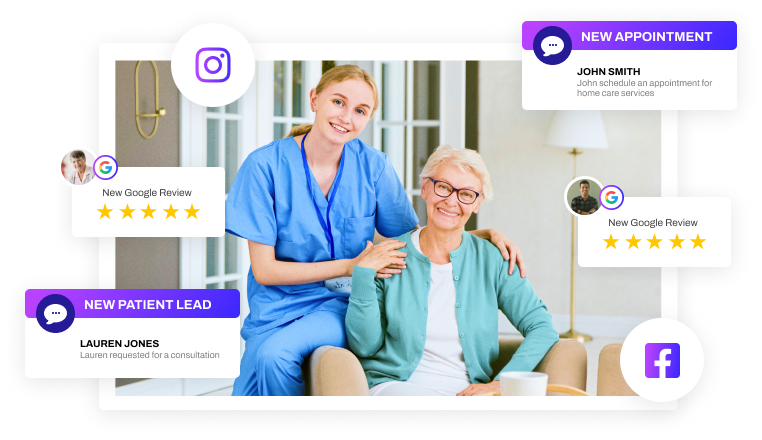 NEW APPOINTMENT
JOHN SMITH
John schedule an appointment for
home care services
New Google Review
New Google Review
NEW PATIENT LEAD
LAUREN JONES
Lauren requested for a consultation